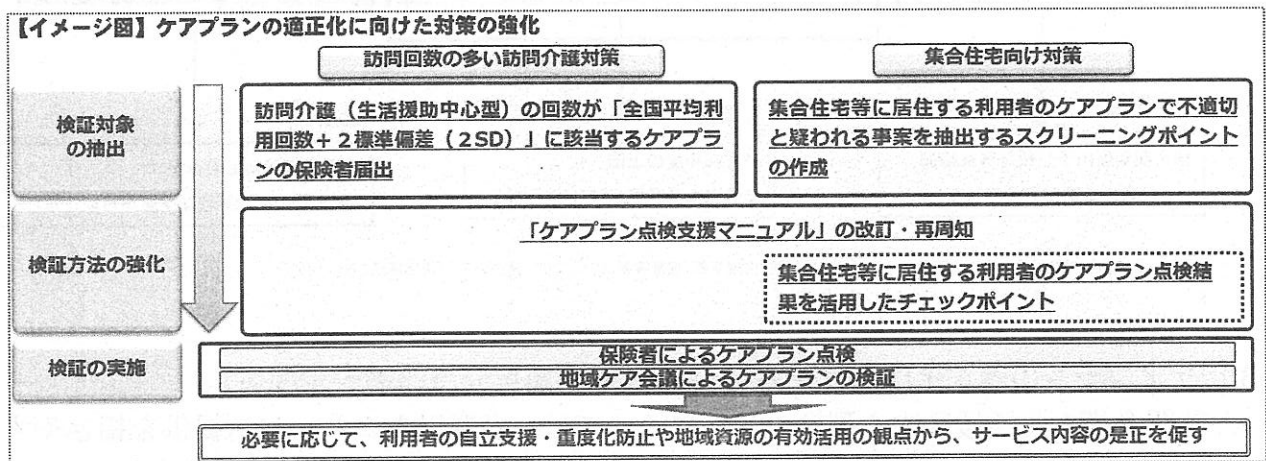 【イメージ図】ケアプランの適正化に向けた対策の強化
訪問回数の多い訪問介護対策
集合住宅向け対策
検証対象
の抽出
訪問介護（生活援助中心型）の回数が「全国平均利
用回数＋２標準偏差（２SD）」に該当するケアプラ
ンの保険者届出
集合住宅等に居住する利用者のケアプランで不適切
と疑われる事案を抽出するスクリーニングポイント
の作成
検証方法の強化
「ケアプラン点検支援マニュアル」の改訂・再周知
集合住宅等に居住する利用者のケアプラン点検結
果を活用したチェックポイント
検証の実施
保険者によるケアプラン点検
地域ケア会議によるケアプランの検証
必要に応じて、利用者の自立支援・重度化防止や地域資源の有効活用の観点から、サービス内容の是正を促す